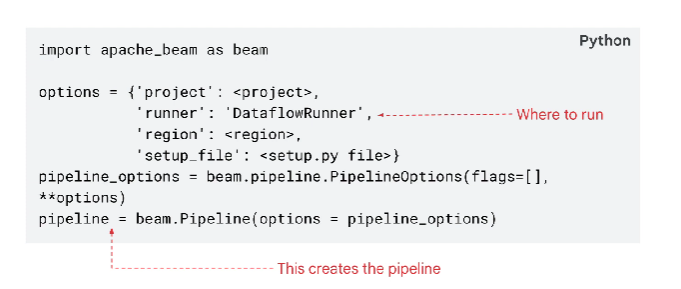 Python
import apache_beam as beam
options = {'project': <project>,
'runner': 'DataflowRunner',
Where to run
'region': <region>,
'setup_file': <setup.py file>}
pipeline_options = beam.pipeline.PipelineOptions(flags=[],
**options)
pipeline = beam.Pipeline(options = pipeline_options)
This creates the pipeline